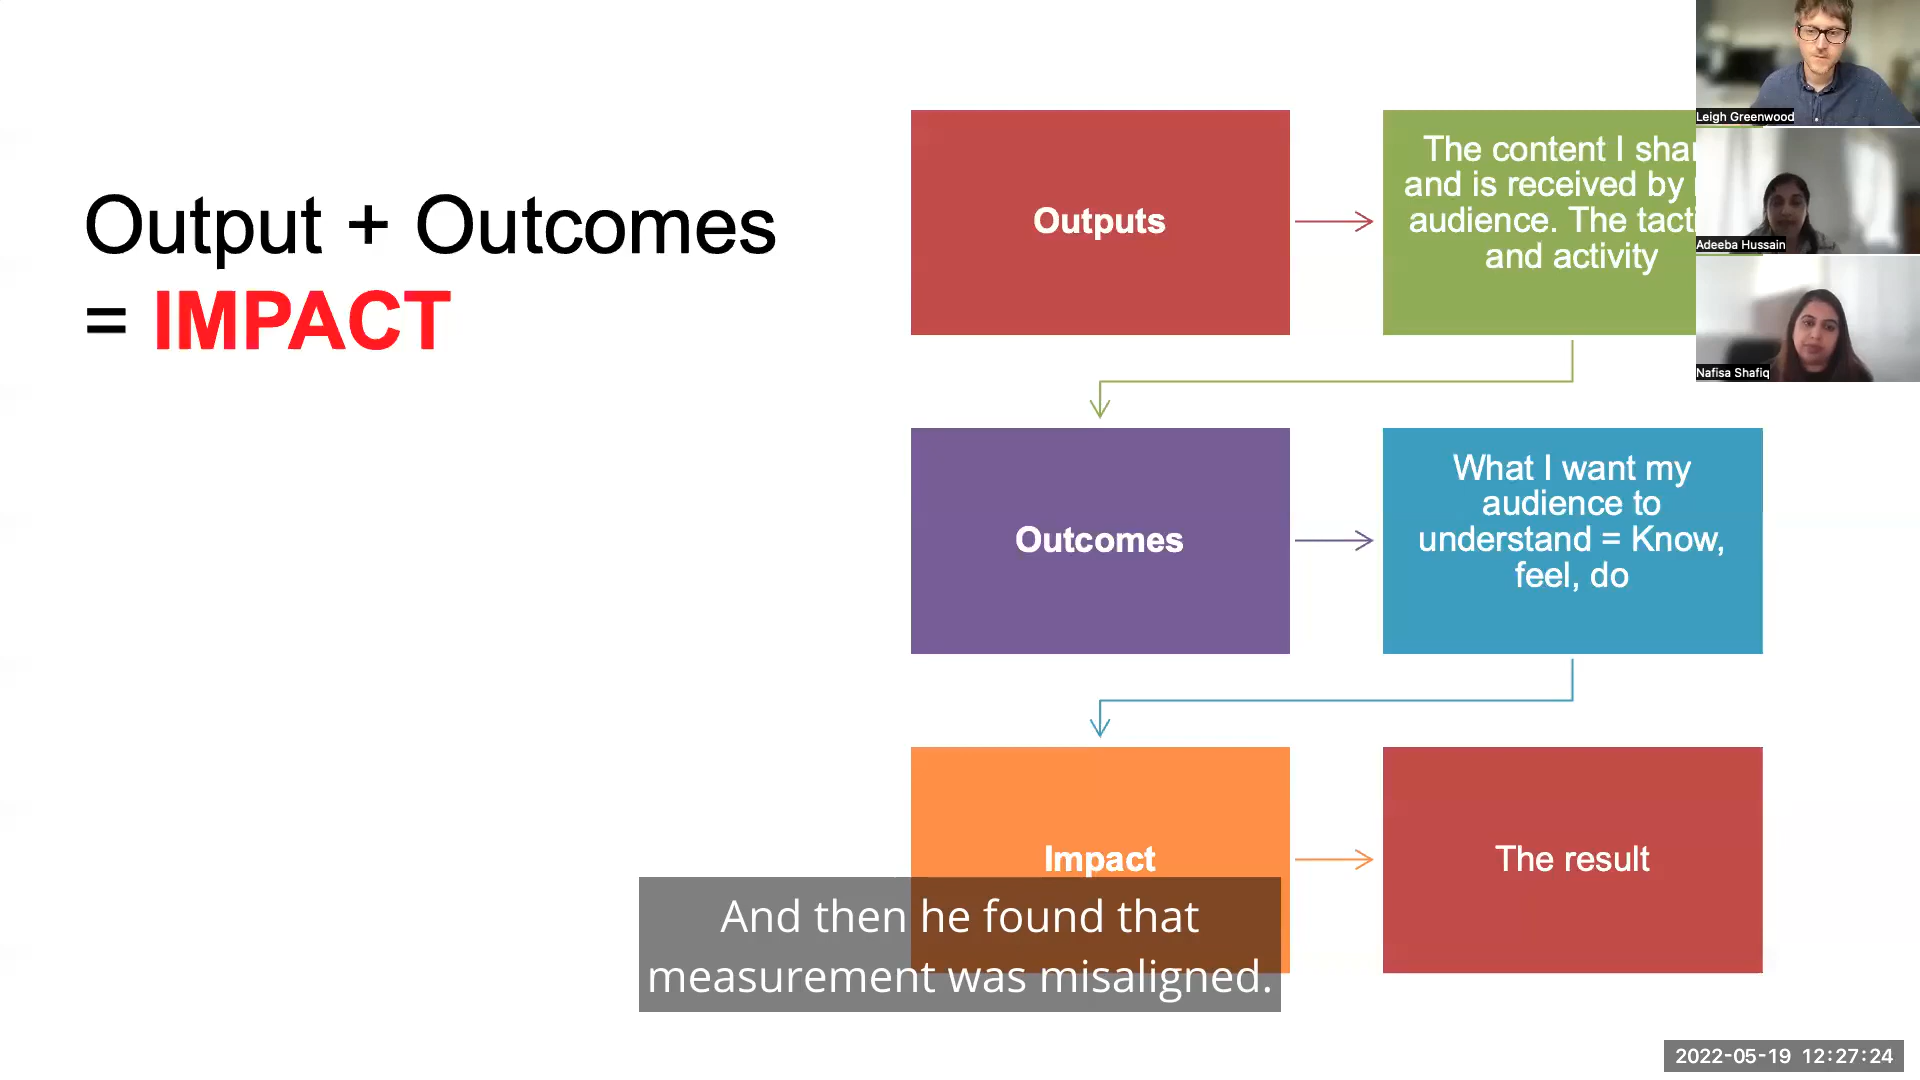 Output + Outcomes
= IMPACT
Outputs
The content I shar
and is received by
audience. The tacti
and activity
Outcomes
What I want my
audience to
understand = Know,
feel, do
Impact
The result
And then he found that
measurement was misaligned.
Leigh Greenwood
Adeeba Hussain
Nafisa Shafiq
2022-05-19 12:27:24